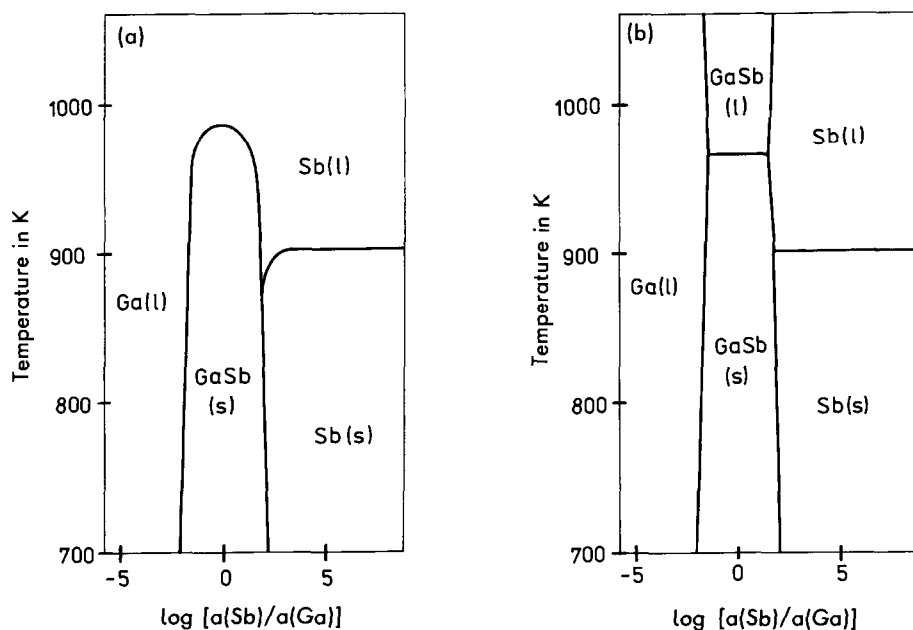 (a)
1000
900
800
700
Temperature in K
Sb(l)
Ga(l)
GaSb
(s)
Sb(s)
-5
0
5
log [a(Sb)/a(Ga)]
(b)
1000
900
800
700
Temperature in K
GaSb
(l)
Sb(l)
Ga(l)
GaSb
(s)
Sb(s)
-5
0
5
log [a(Sb)/a(Ga)]